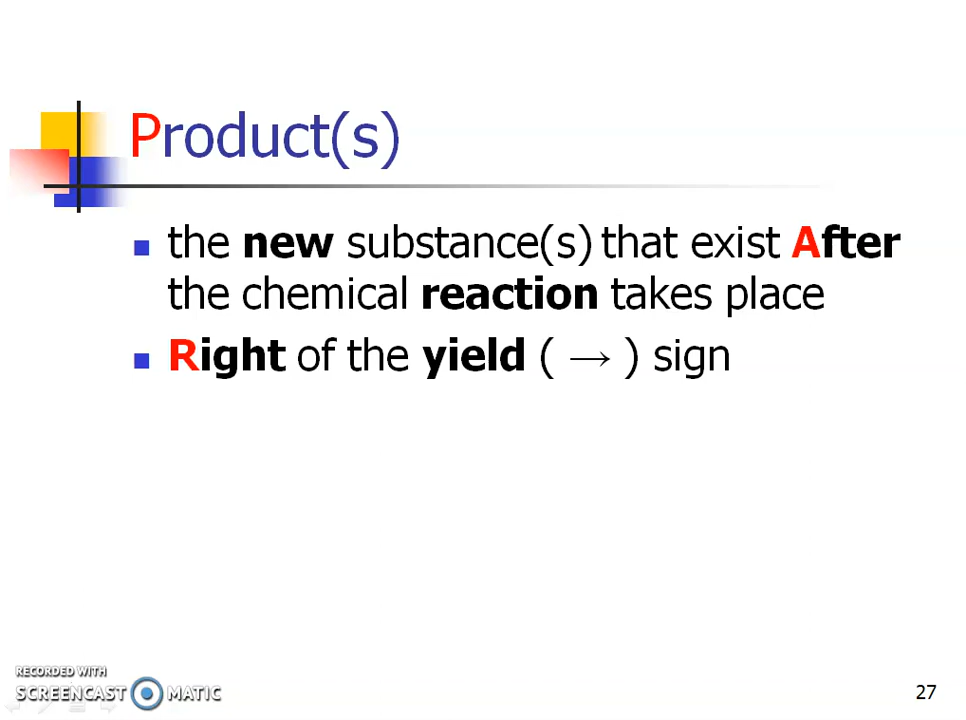 Product(s)
the new substance(s) that exist After
the chemical reaction takes place
Right of the yield ( → ) sign
RECORDED WITH
SCREENCAST MATIC
27